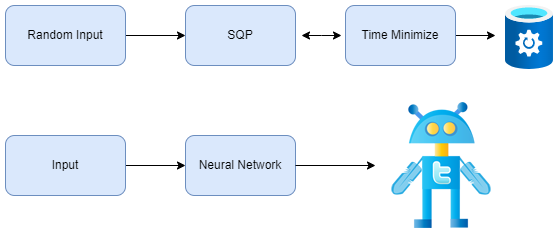 Random Input
SQP
Time Minimize
Input
Neural Network